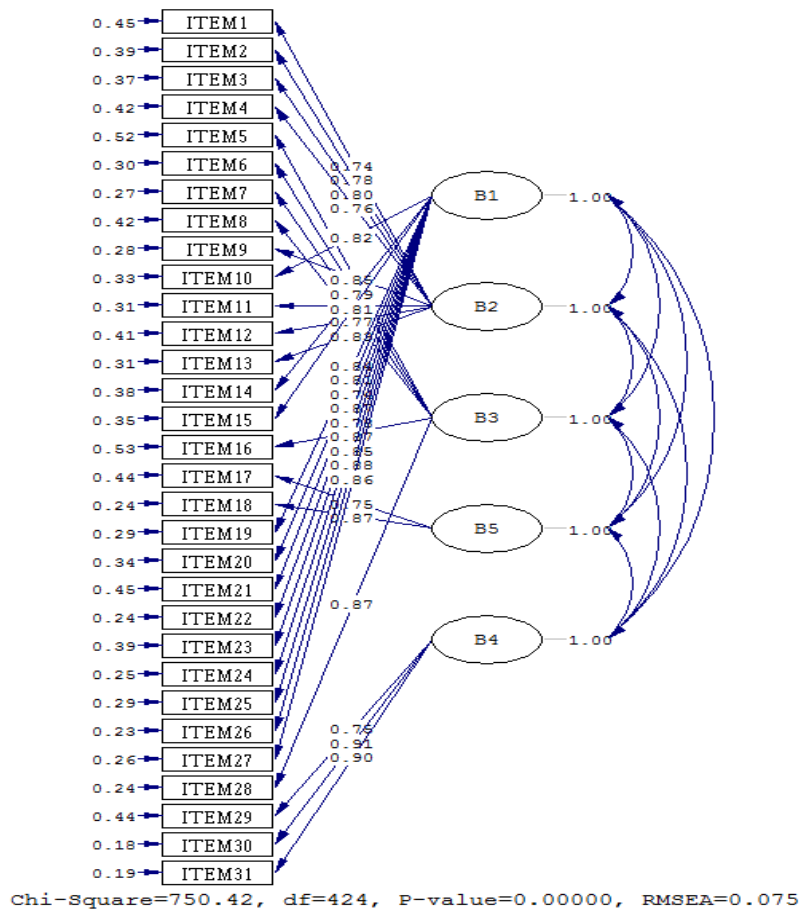 0.45 ITEM1
0.39 ITEM2
0.37 ITEM3
0.42 ITEM4
0.52 ITEM5
0.30 ITEM6
0.27 ITEM7
0.42 ITEM8
0.28 ITEM9
0.33 ITEM10
0.31 ITEM11
0.41 ITEM12
0.31 ITEM13
0.38 ITEM14
0.35 ITEM15
0.53 ITEM16
0.44 ITEM17
0.24 ITEM18
0.29 ITEM19
0.34 ITEM20
0.45 ITEM21
0.24 ITEM22
0.39 ITEM23
0.25 ITEM24
0.29 ITEM25
0.23 ITEM26
0.26 ITEM27
0.24 ITEM28
0.44 ITEM29
0.18 ITEM30
0.19 ITEM31
0.74
0.78
0.80
0.76
0.82
0.85
0.79
0.81
0.77
0.83
0.87
0.85
0.88
0.86
0.75
0.87
0.87
0.75
0.91
0.90
B1 1.00
B2 1.00
B3 1.00
B5 1.00
B4 1.00
Chi-Square=750.42, df=424, P-value=0.00000, RMSEA=0.075